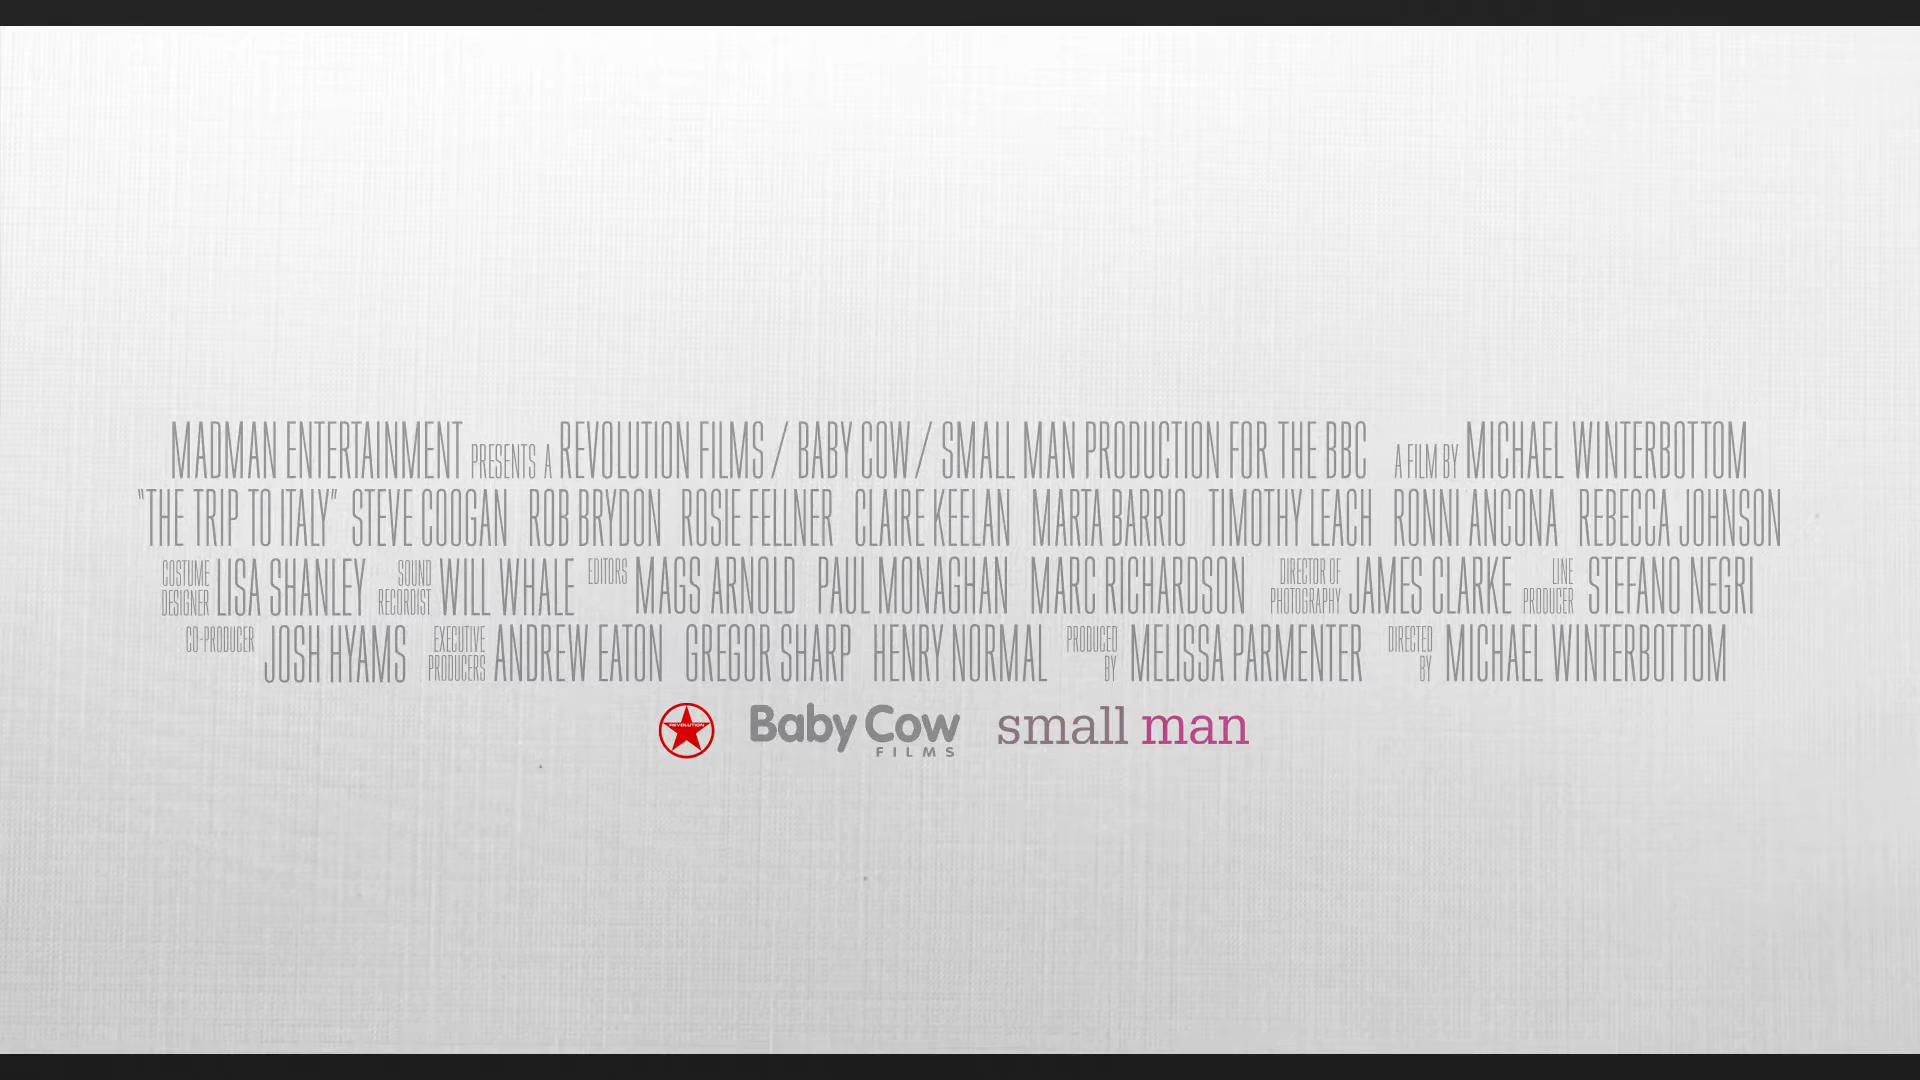 MADMAN ENTERTAINMENT PRESENTS A REVOLUTION FILMS / BABY COW / SMALL MAN PRODUCTION FOR THE BBC A FILM BY MICHAEL WINTERBOTTOM
"THE TRIP TO ITALY" STEVE COOGAN ROB BRYDON ROSIE FELLNER CLAIRE KEELAN MARTA BARRIO TIMOTHY LEACH RONNI ANCONA REBECCA JOHNSON
COSTUME DESIGNER LISA SHANLEY SOUND RECORDIST WILL WHALE EDITORS MAGS ARNOLD PAUL MONAGHAN MARC RICHARDSON DIRECTOR OF PHOTOGRAPHY JAMES CLARKE LINE PRODUCER STEFANO NEGRI
CO-PRODUCER JOSH HYAMS EXECUTIVE PRODUCERS ANDREW EATON GREGOR SHARP HENRY NORMAL PRODUCED BY MELISSA PARMENTER DIRECTED BY MICHAEL WINTERBOTTOM
REVOLUTION Baby Cow FILMS small man